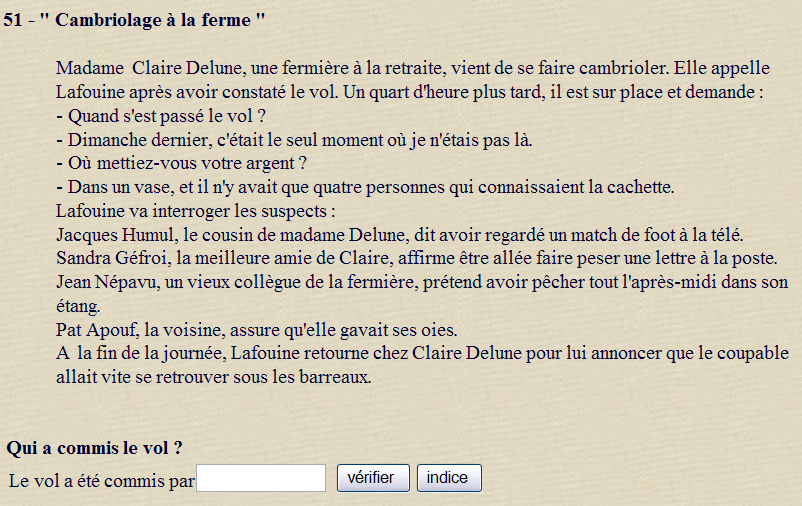 51 - " Cambriolage à la ferme "
Madame Claire Delune, une fermière à la retraite, vient de se faire cambrioler. Elle appelle
Lafouine après avoir constaté le vol. Un quart d'heure plus tard, il est sur place et demande :
- Quand s'est passé le vol ?
- Dimanche dernier, c'était le seul moment où je n'étais pas là.
- Où mettiez-vous votre argent ?
- Dans un vase, et il n'y avait que quatre personnes qui connaissaient la cachette.
Lafouine va interroger les suspects :
Jacques Humul, le cousin de madame Delune, dit avoir regardé un match de foot à la télé.
Sandra Géfroi, la meilleure amie de Claire, affirme être allée faire peser une lettre à la poste.
Jean Népavu, un vieux collègue de la fermière, prétend avoir pêcher tout l'après-midi dans son
étang.
Pat Apouf, la voisine, assure qu'elle gavait ses oies.
A la fin de la journée, Lafouine retourne chez Claire Delune pour lui annoncer que le coupable
allait vite se retrouver sous les barreaux.
Qui a commis le vol ?
Le vol a été commis par vérifier indice